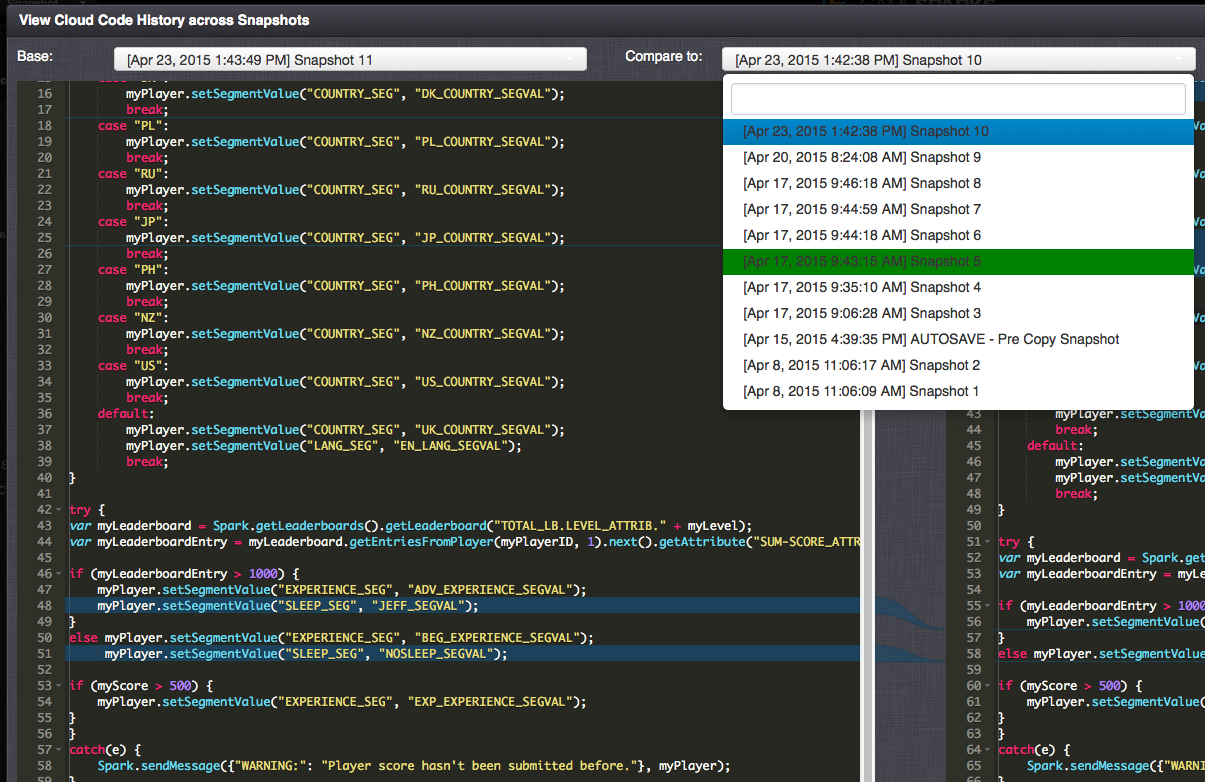 View Cloud Code History across Snapshots
Base:
[Apr 23, 2015 1:43:49 PM] Snapshot 11
Compare to:
[Apr 23, 2015 1:42:38 PM] Snapshot 10
[Apr 23, 2015 1:42:38 PM] Snapshot 10
[Apr 20, 2015 8:24:08 AM] Snapshot 9
[Apr 17, 2015 9:46:18 AM] Snapshot 8
[Apr 17, 2015 9:44:59 AM] Snapshot 7
[Apr 17, 2015 9:44:18 AM] Snapshot 6
[Apr 17, 2015 9:43:15 AM] Snapshot 5
[Apr 17, 2015 9:35:10 AM] Snapshot 4
[Apr 17, 2015 9:06:28 AM] Snapshot 3
[Apr 15, 2015 4:39:35 PM] AUTOSAVE - Pre Copy Snapshot
[Apr 8, 2015 11:06:17 AM] Snapshot 2
[Apr 8, 2015 11:06:09 AM] Snapshot 1
16 myPlayer.setSegmentValue("COUNTRY_SEG", "DK_COUNTRY_SEGVAL");
17 break;
18 case "PL":
19 myPlayer.setSegmentValue("COUNTRY_SEG", "PL_COUNTRY_SEGVAL");
20 break;
21 case "RU":
22 myPlayer.setSegmentValue("COUNTRY_SEG", "RU_COUNTRY_SEGVAL");
23 break;
24 case "JP":
25 myPlayer.setSegmentValue("COUNTRY_SEG", "JP_COUNTRY_SEGVAL");
26 break;
27 case "PH":
28 myPlayer.setSegmentValue("COUNTRY_SEG", "PH_COUNTRY_SEGVAL");
29 break;
30 case "NZ":
31 myPlayer.setSegmentValue("COUNTRY_SEG", "NZ_COUNTRY_SEGVAL");
32 break;
33 case "US":
34 myPlayer.setSegmentValue("COUNTRY_SEG", "US_COUNTRY_SEGVAL");
35 break;
36 default:
37 myPlayer.setSegmentValue("COUNTRY_SEG", "UK_COUNTRY_SEGVAL");
38 myPlayer.setSegmentValue("LANG_SEG", "EN_LANG_SEGVAL");
39 break;
40 }
41
42 try {
43 var myLeaderboard = Spark.getLeaderboards().getLeaderboard("TOTAL_LB.LEVEL_ATTRIB." + myLevel);
44 var myLeaderboardEntry = myLeaderboard.getEntriesFromPlayer(myPlayerID, 1).next().getAttribute("SUM-SCORE_ATTR
45
46 if (myLeaderboardEntry > 1000) {
47 myPlayer.setSegmentValue("EXPERIENCE_SEG", "ADV_EXPERIENCE_SEGVAL");
48 myPlayer.setSegmentValue("SLEEP_SEG", "JEFF_SEGVAL");
49 }
50 else myPlayer.setSegmentValue("EXPERIENCE_SEG", "BEG_EXPERIENCE_SEGVAL");
51 myPlayer.setSegmentValue("SLEEP_SEG", "NOSLEEP_SEGVAL");
52
53 if (myScore > 500) {
54 myPlayer.setSegmentValue("EXPERIENCE_SEG", "EXP_EXPERIENCE_SEGVAL");
55 }
56 }
57 catch(e) {
58 Spark.sendMessage({"WARNING:": "Player score hasn't been submitted before."}, myPlayer);
43 myPlayer.setSegmentVa
44 break;
45 default:
46 myPlayer.setSegmentVa
47 myPlayer.setSegmentVa
48 break;
49 }
50
51 try {
52 var myLeaderboard = Spark.get
53 var myLeaderboardEntry = myLe
54
55 if (myLeaderboardEntry > 1000
56 myPlayer.setSegmentValue(
57 }
58 else myPlayer.setSegmentValue
59
60 if (myScore > 500) {
61 myPlayer.setSegmentValue(
62 }
63 }
64 catch(e) {
65 Spark.sendMessage({"WARNI